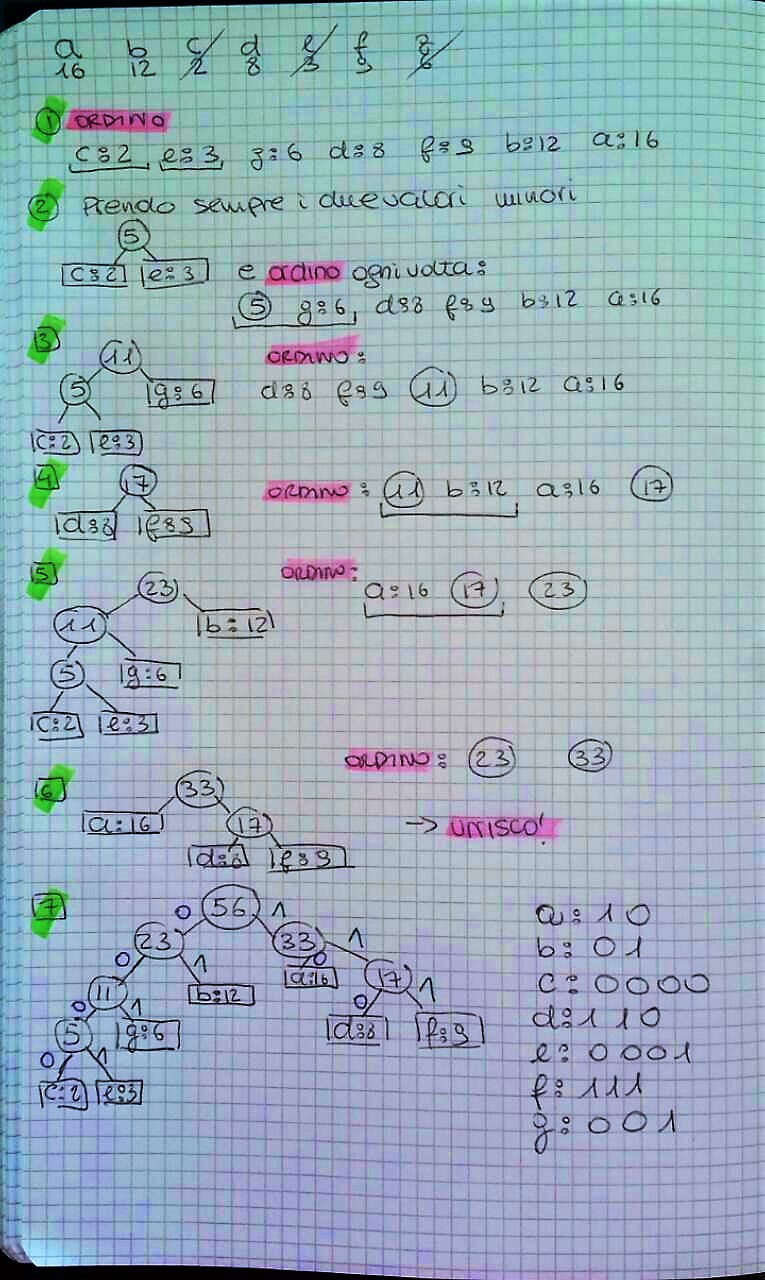 a b c d e f g
16 12 2 8 3 9 6
1 ORDINO
c:2, e:3, g:6 d:8 f:9 b:12 a:16
2 Prendo sempre i due valori minori
5
c:2 e:3 e ordino ogni volta:
5 g:6, d:8 f:9 b:12 a:16
3 11 ORDINO:
5 g:6 d:8 f:9 11 b:12 a:16
c:2 e:3
4 17 ORDINO: 11 b:12 a:16 17
d:8 f:9
5 23 ORDINO: a:16 17 23
11 b:12
5 g:6
c:2 e:3
ORDINO: 23 33
6 33
a:16 17 → UNISCO!
d:8 f:9
7 0 56 1 a:10
23 33 1 b:01
0 1 a:16 0 c:0000
11 b:12 17 1 d:110
0 1 0
5 g:6 d:8 f:9 e:0001
0 1 f:111
c:2 e:3 g:001